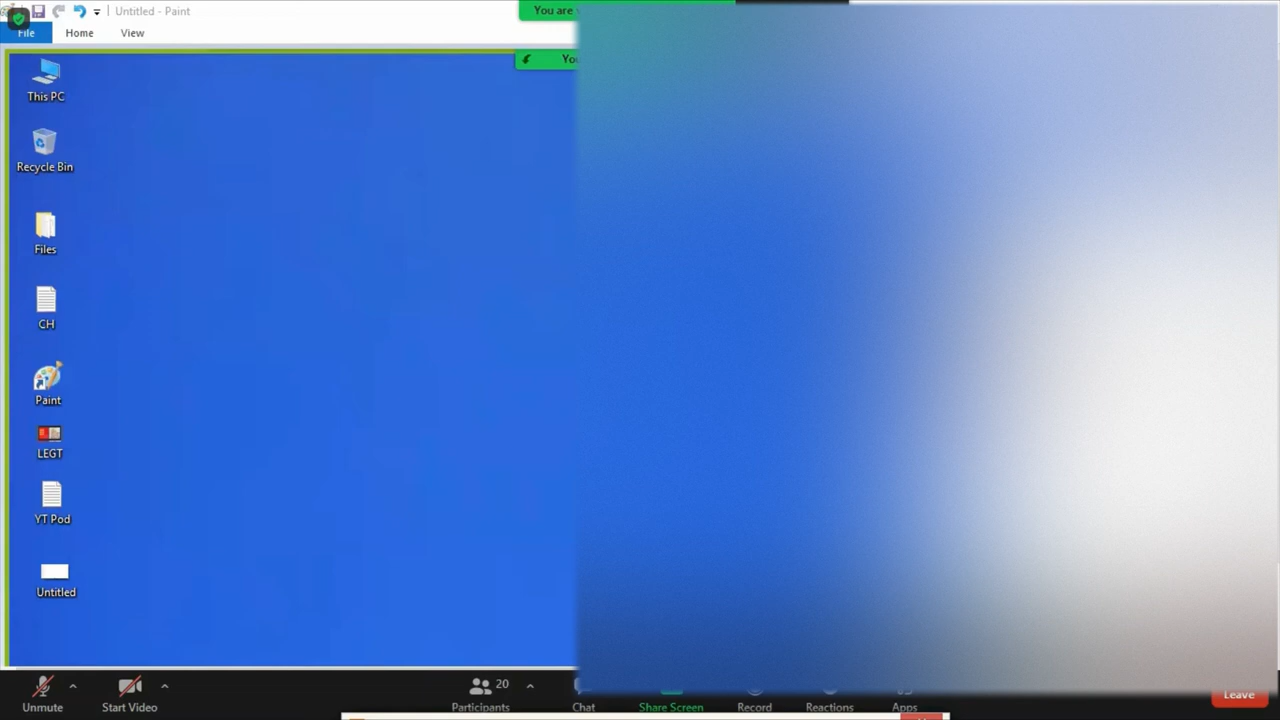 Untitled - Paint
You are
File Home View
You
This PC
Recycle Bin
Files
CH
Paint
LEGT
YT Pod
Untitled
20
Unmute Start Video Participants Chat Share Screen Record Reactions Apps Leave